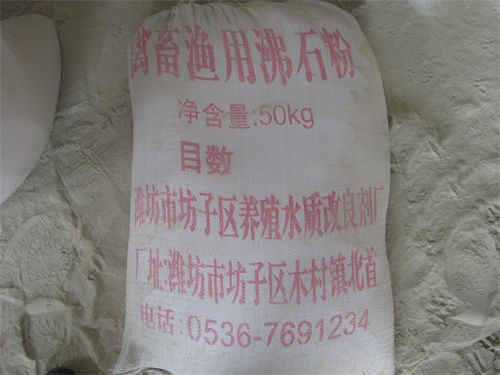 禽畜渔用沸石粉
净含量:50kg
目数
潍坊市坊子区养殖水质改良剂厂
厂址:潍坊市坊子区木村镇北首
电话:0536-7691234